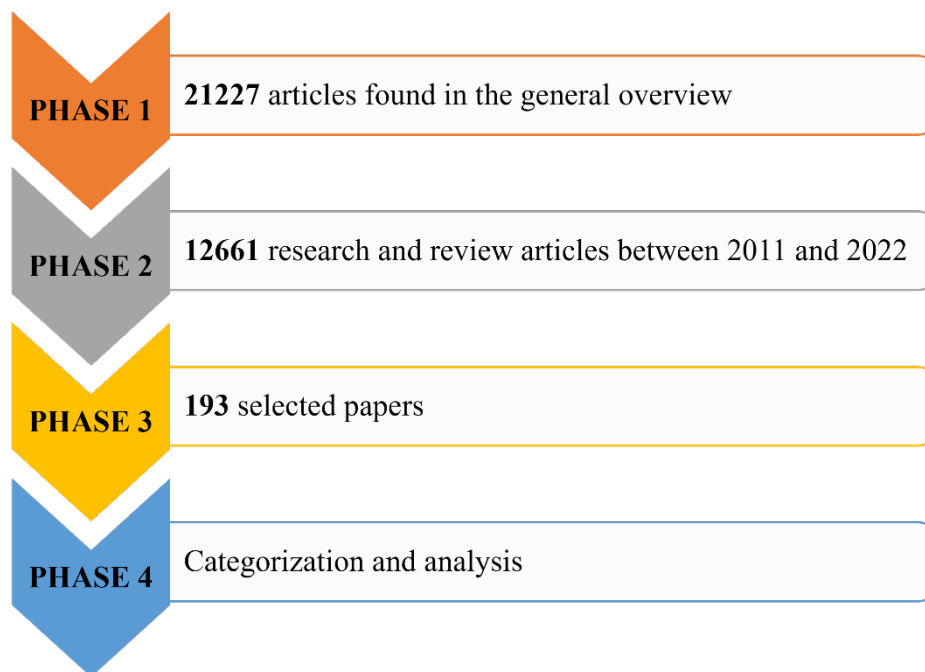 PHASE 1
21227 articles found in the general overview
PHASE 2
12661 research and review articles between 2011 and 2022
PHASE 3
193 selected papers
PHASE 4
Categorization and analysis